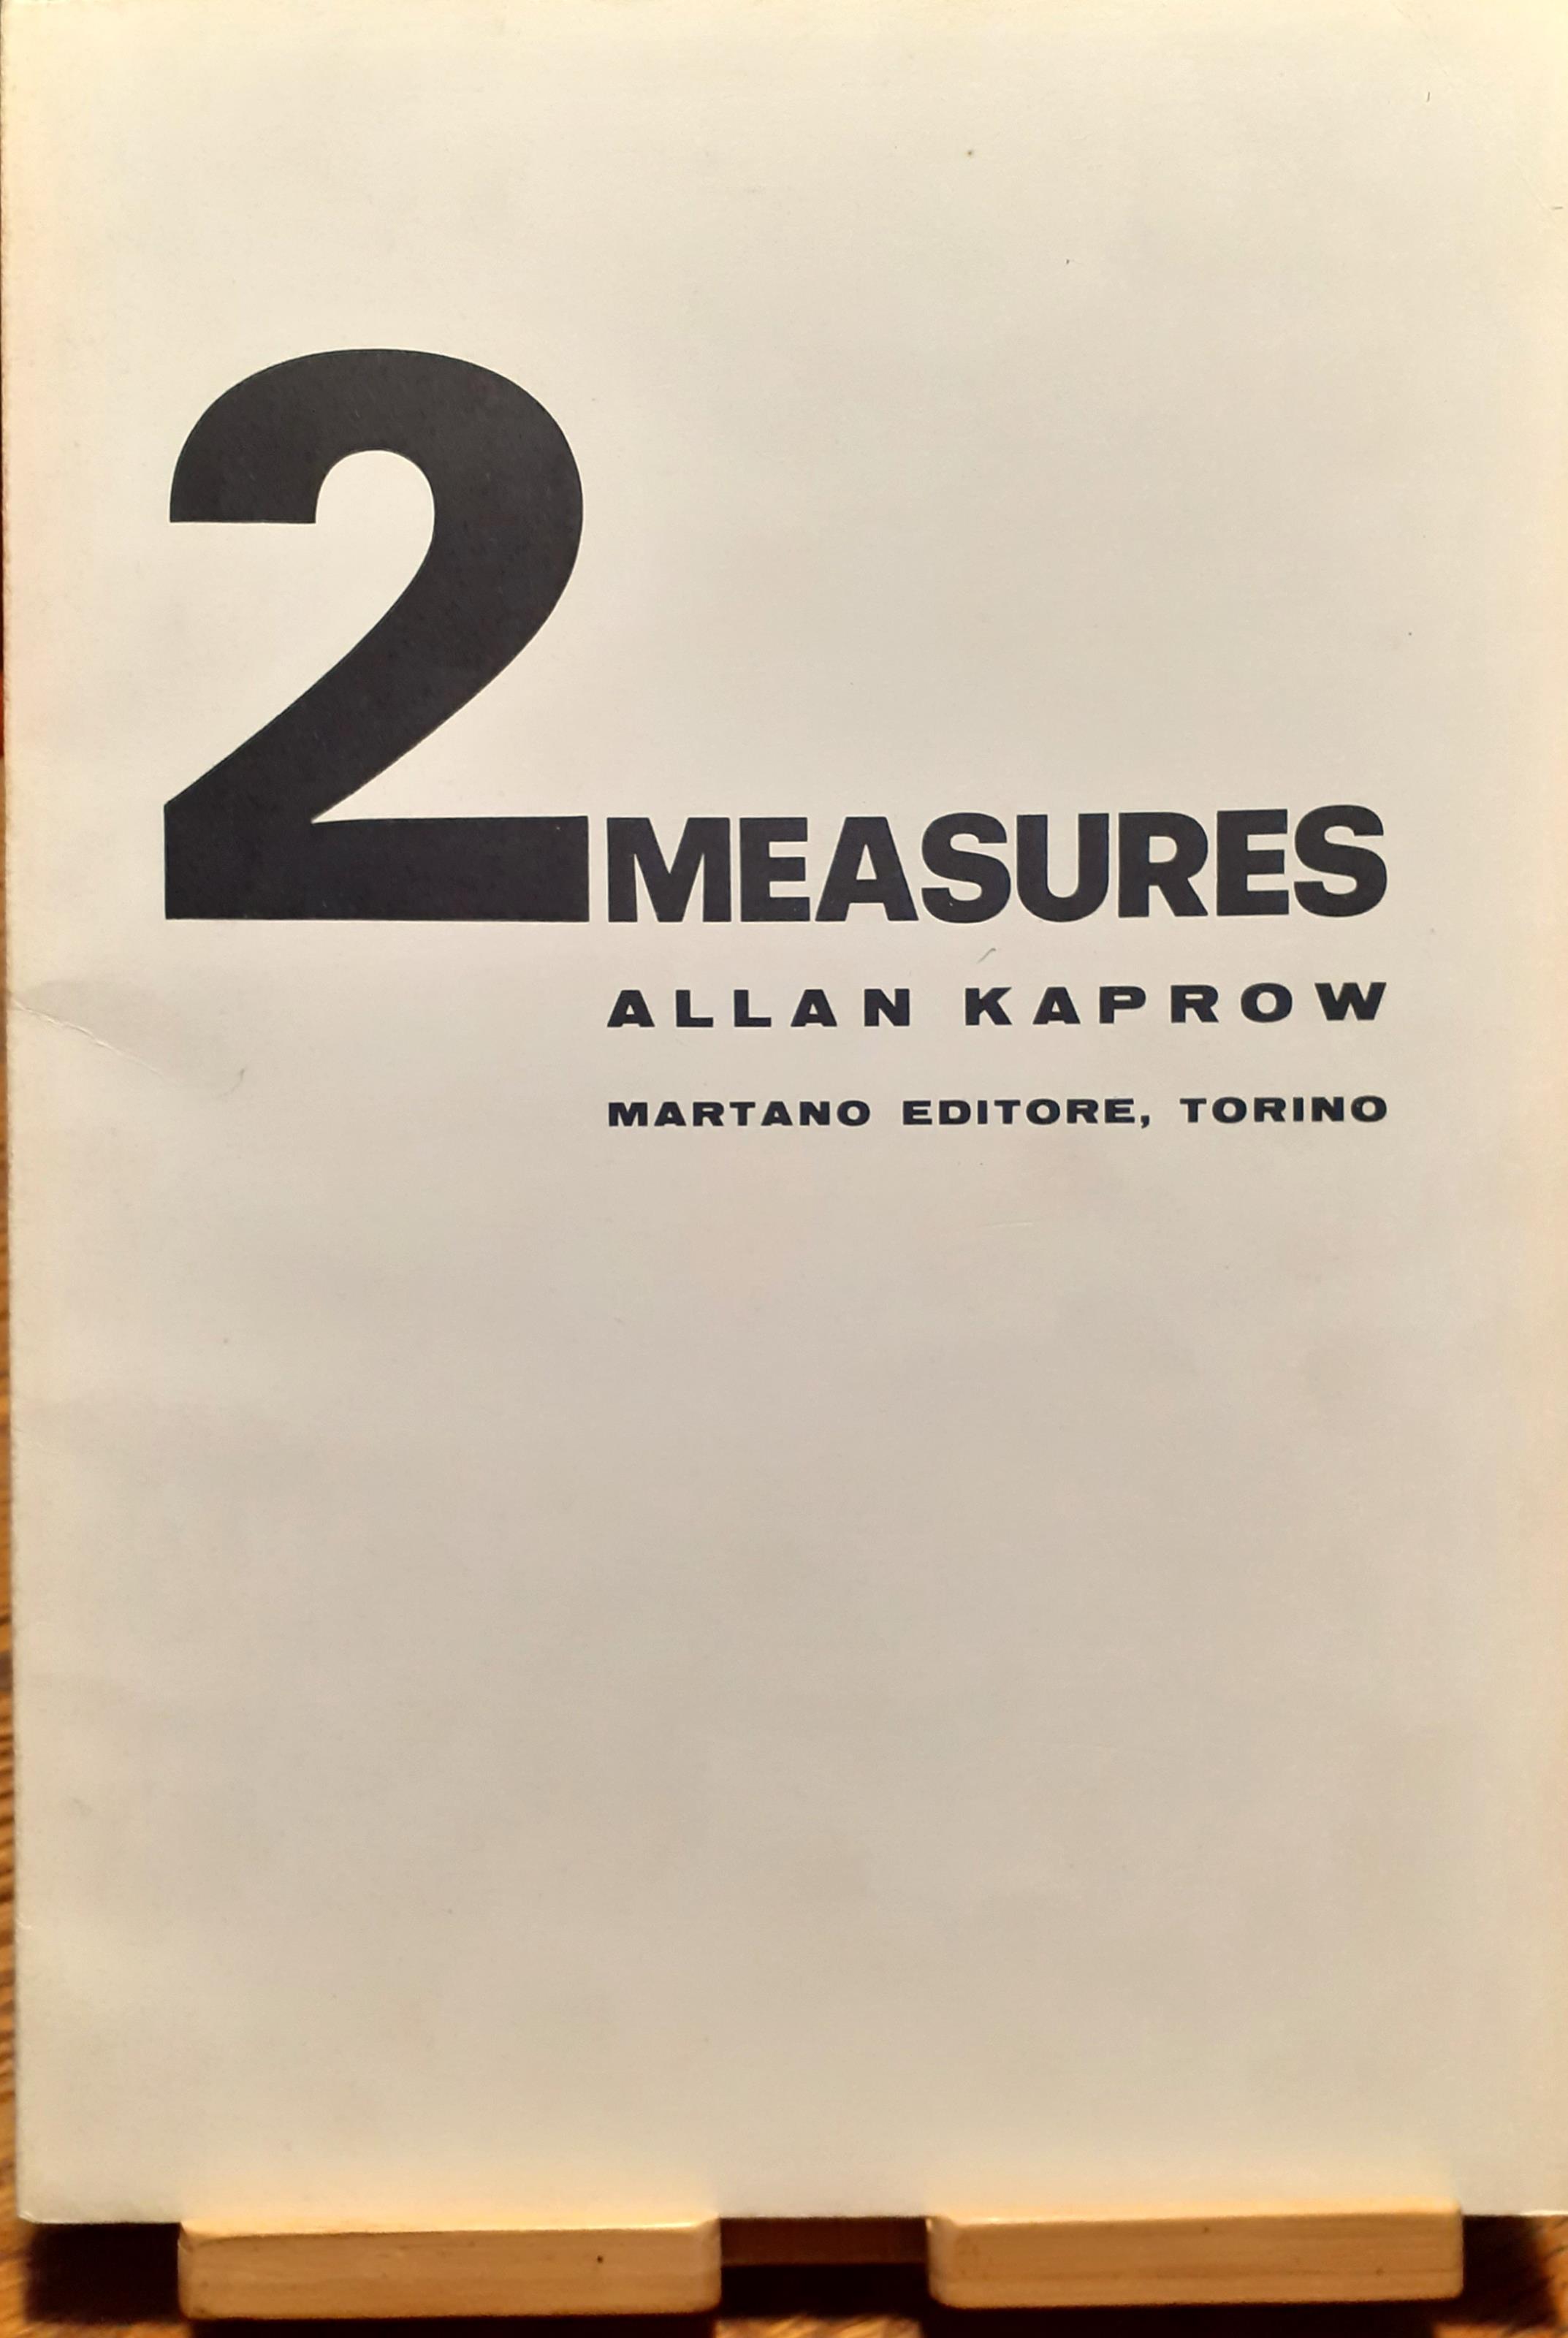 2 MEASURES
ALLAN KAPROW
MARTANO EDITORE, TORINO